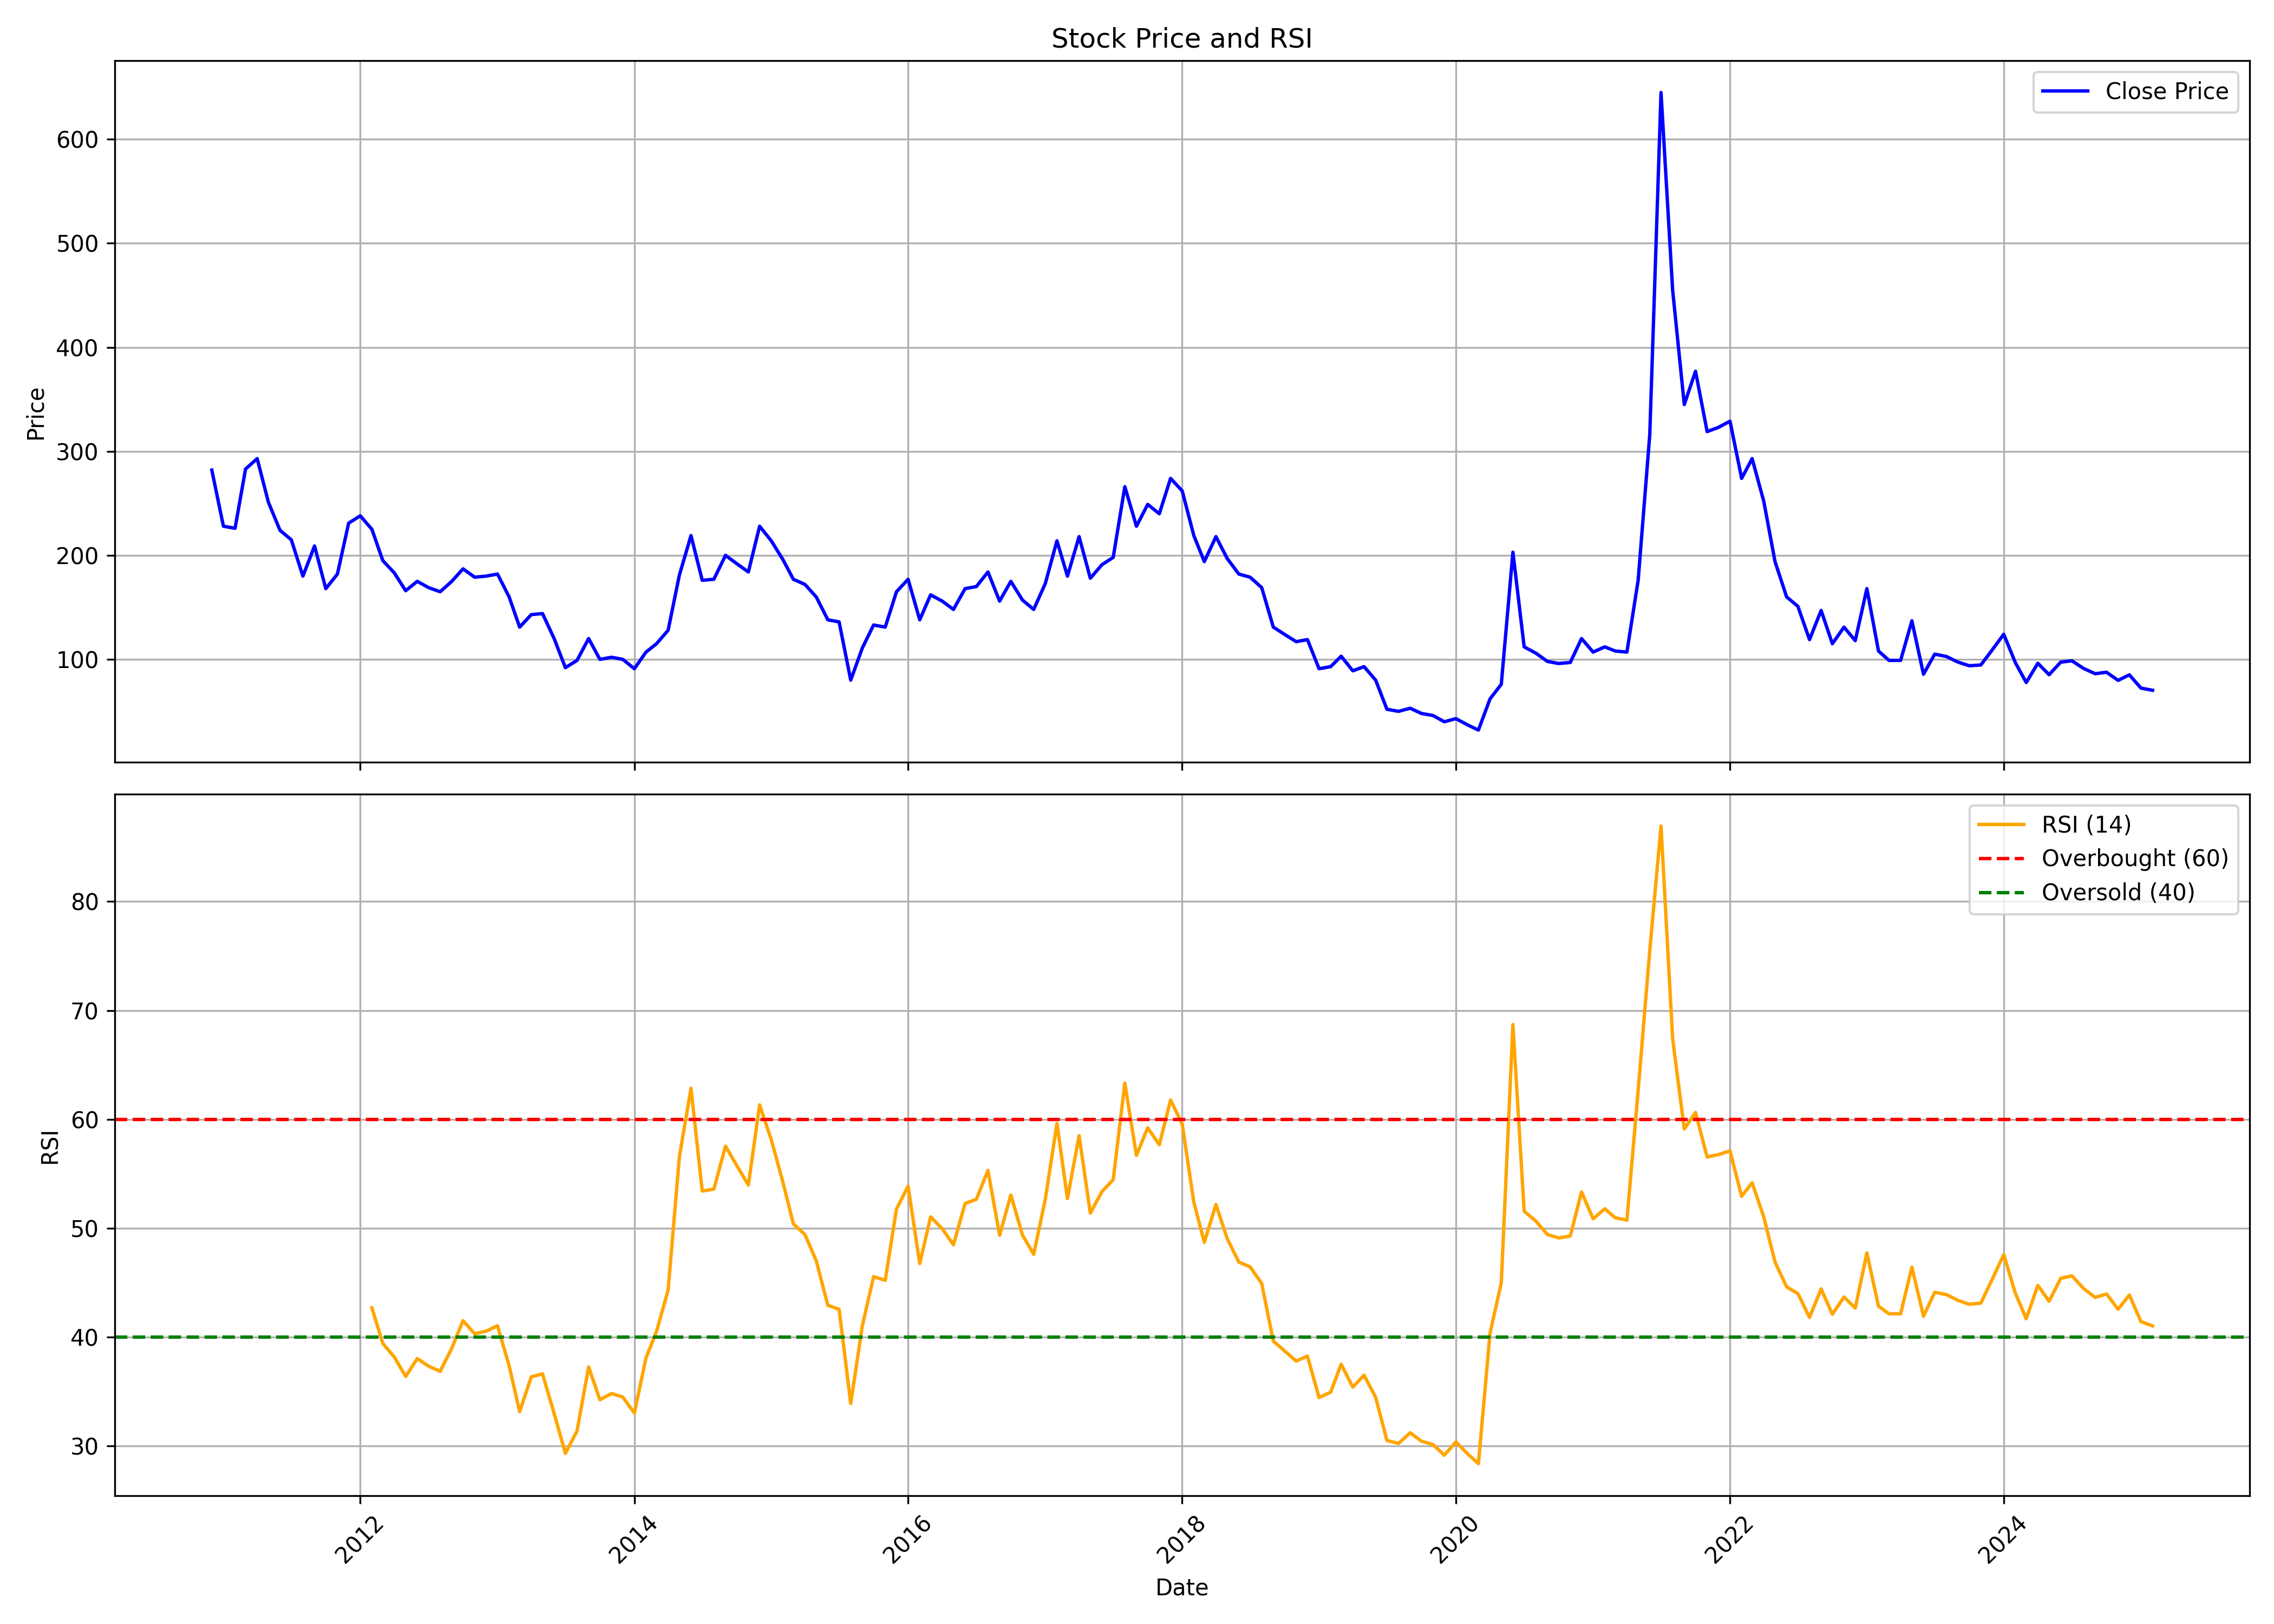 Stock Price and RSI
Close Price
600
500
400
300
200
100
Price
RSI (14)
Overbought (60)
Oversold (40)
80
70
60
50
40
30
RSI
2012
2014
2016
2018
2020
2022
2024
Date